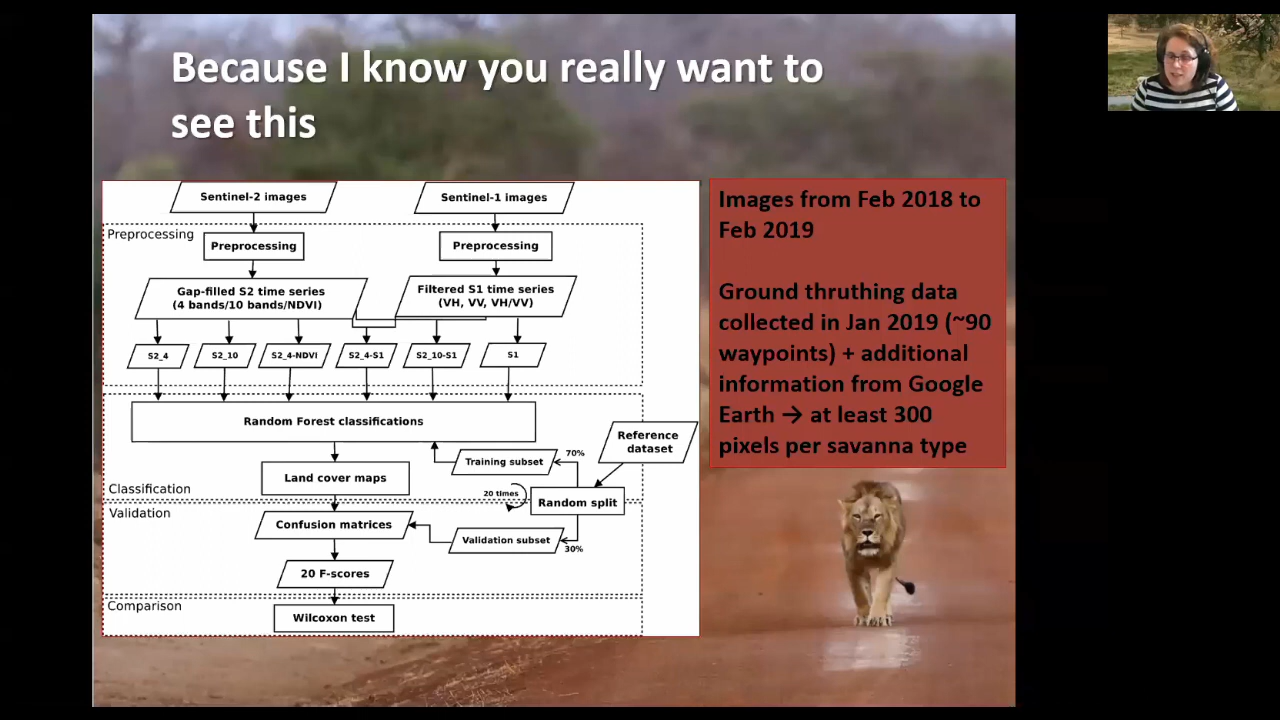 Because I know you really want to
see this
Sentinel-2 images
Sentinel-1 images
Preprocessing
Preprocessing
Preprocessing
Gap-filled S2 time series
(4 bands/10 bands/NDVI)
Filtered S1 time series
(VH, VV, VH/VV)
S2_4
S2_10
S2_4-NDVI
S2_4-S1
S2_10-S1
S1
Random Forest classifications
Reference
dataset
Training subset
70%
Land cover maps
Classification
20 times
Random split
Validation
Confusion matrices
Validation subset
30%
20 F-scores
Comparison
Wilcoxon test
Images from Feb 2018 to
Feb 2019
Ground thruthing data
collected in Jan 2019 (~90
waypoints) + additional
information from Google
Earth → at least 300
pixels per savanna type